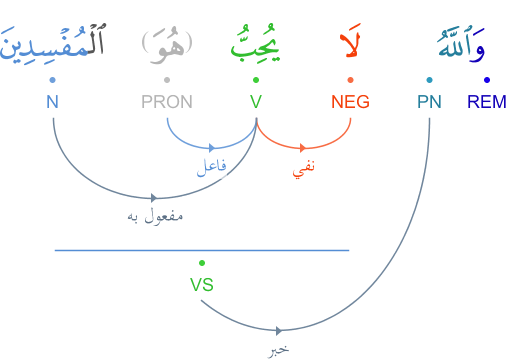 وَٱللَّهُ لَا يُحِبُّ (هُوَ) ٱلْمُفْسِدِينَ
REM PN NEG V PRON N
فاعل نفي
مفعول به
VS
خبر